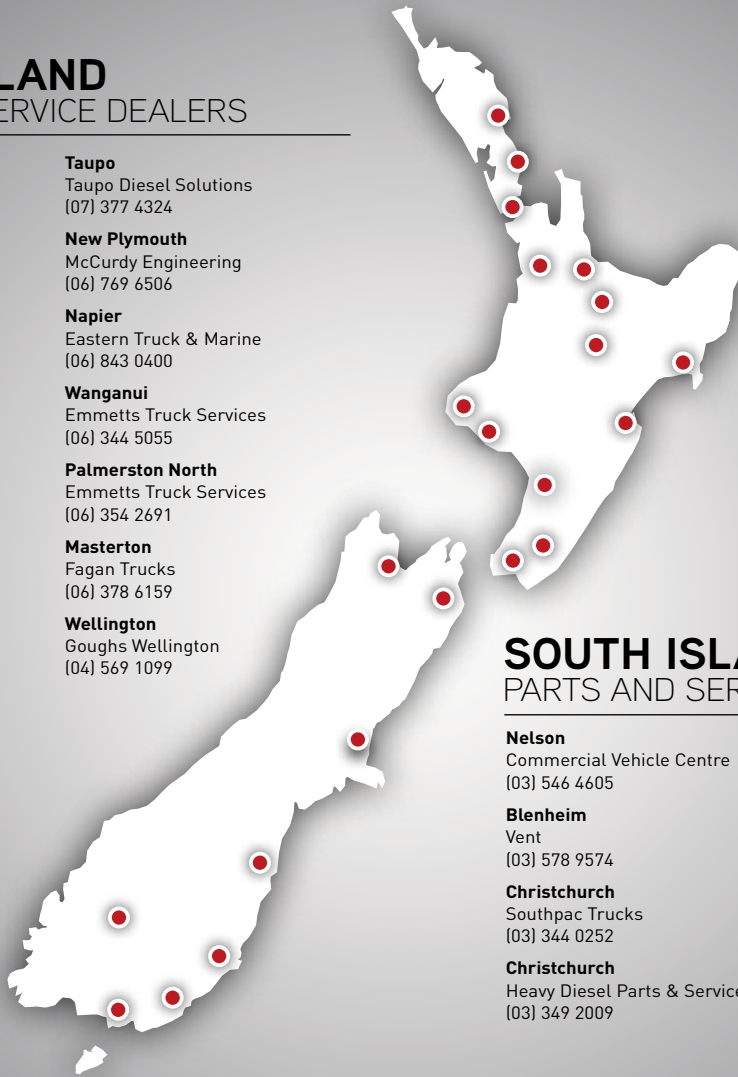 LAND
ERVICE DEALERS
Taupo
Taupo Diesel Solutions
(07) 377 4324
New Plymouth
McCurdy Engineering
(06) 769 6506
Napier
Eastern Truck & Marine
(06) 843 0400
Wanganui
Emmetts Truck Services
(06) 344 5055
Palmerston North
Emmetts Truck Services
(06) 354 2691
Masterton
Fagan Trucks
(06) 378 6159
Wellington
Goughs Wellington
(04) 569 1099
SOUTH ISLA
PARTS AND SER
Nelson
Commercial Vehicle Centre
(03) 546 4605
Blenheim
Vent
(03) 578 9574
Christchurch
Southpac Trucks
(03) 344 0252
Christchurch
Heavy Diesel Parts & Service
(03) 349 2009